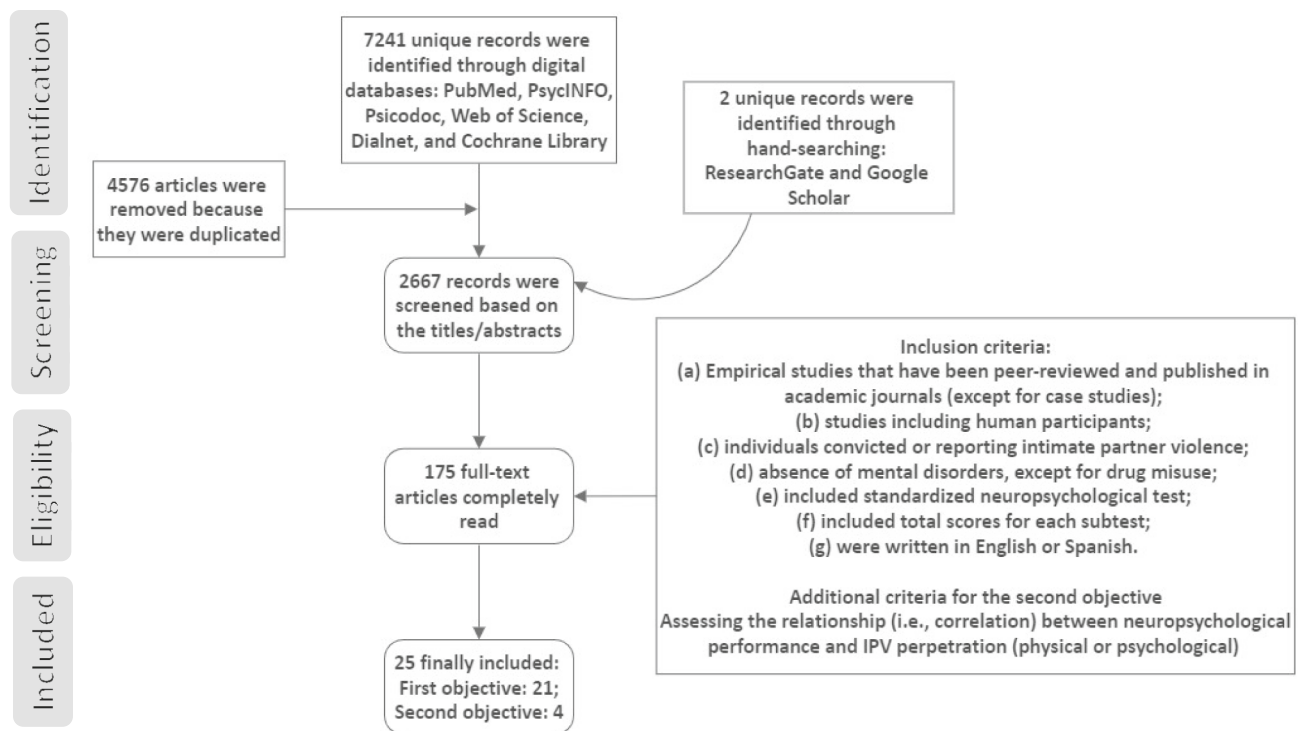 Identification
7241 unique records were
identified through digital
databases: PubMed, PsycINFO,
Psicodoc, Web of Science,
Dialnet, and Cochrane Library
2 unique records were
identified through
hand-searching:
ResearchGate and Google
Scholar
4576 articles were
removed because
they were duplicated
Screening
2667 records were
screened based on
the titles/abstracts
Eligibility
175 full-text
articles completely
read
Inclusion criteria:
(a) Empirical studies that have been peer-reviewed and published in
academic journals (except for case studies);
(b) studies including human participants;
(c) individuals convicted or reporting intimate partner violence;
(d) absence of mental disorders, except for drug misuse;
(e) included standardized neuropsychological test;
(f) included total scores for each subtest;
(g) were written in English or Spanish.
Additional criteria for the second objective
Assessing the relationship (i.e., correlation) between neuropsychological
performance and IPV perpetration (physical or psychological)
Included
25 finally included:
First objective: 21;
Second objective: 4